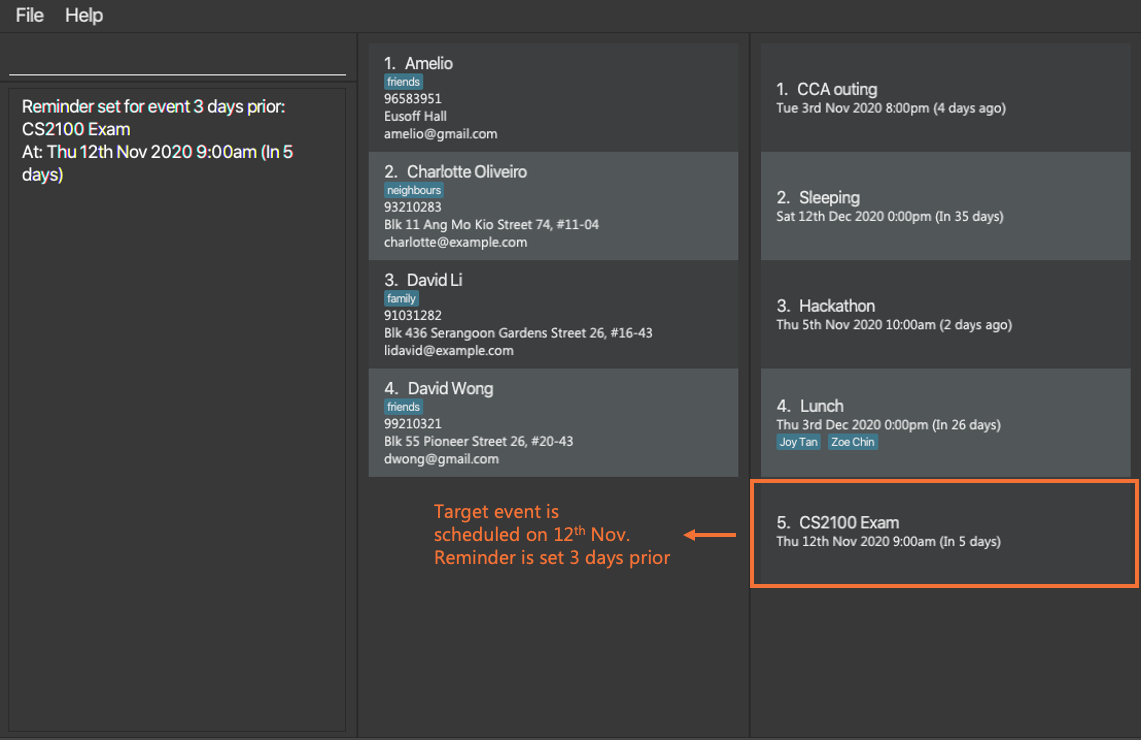 File Help
Reminder set for event 3 days prior:
CS2100 Exam
At: Thu 12th Nov 2020 9:00am (In 5
days)
1. Amelio
friends
96583951
Eusoff Hall
amelio@gmail.com
2. Charlotte Oliveiro
neighbours
93210283
Blk 11 Ang Mo Kio Street 74, #11-04
charlotte@example.com
3. David Li
family
91031282
Blk 436 Serangoon Gardens Street 26, #16-43
lidavid@example.com
4. David Wong
friends
99210321
Blk 55 Pioneer Street 26, #20-43
dwong@gmail.com
Target event is
scheduled on 12th Nov.
Reminder is set 3 days prior
1. CCA outing
Tue 3rd Nov 2020 8:00pm (4 days ago)
2. Sleeping
Sat 12th Dec 2020 0:00pm (In 35 days)
3. Hackathon
Thu 5th Nov 2020 10:00am (2 days ago)
4. Lunch
Thu 3rd Dec 2020 0:00pm (In 26 days)
Joy Tan Zoe Chin
5. CS2100 Exam
Thu 12th Nov 2020 9:00am (In 5 days)